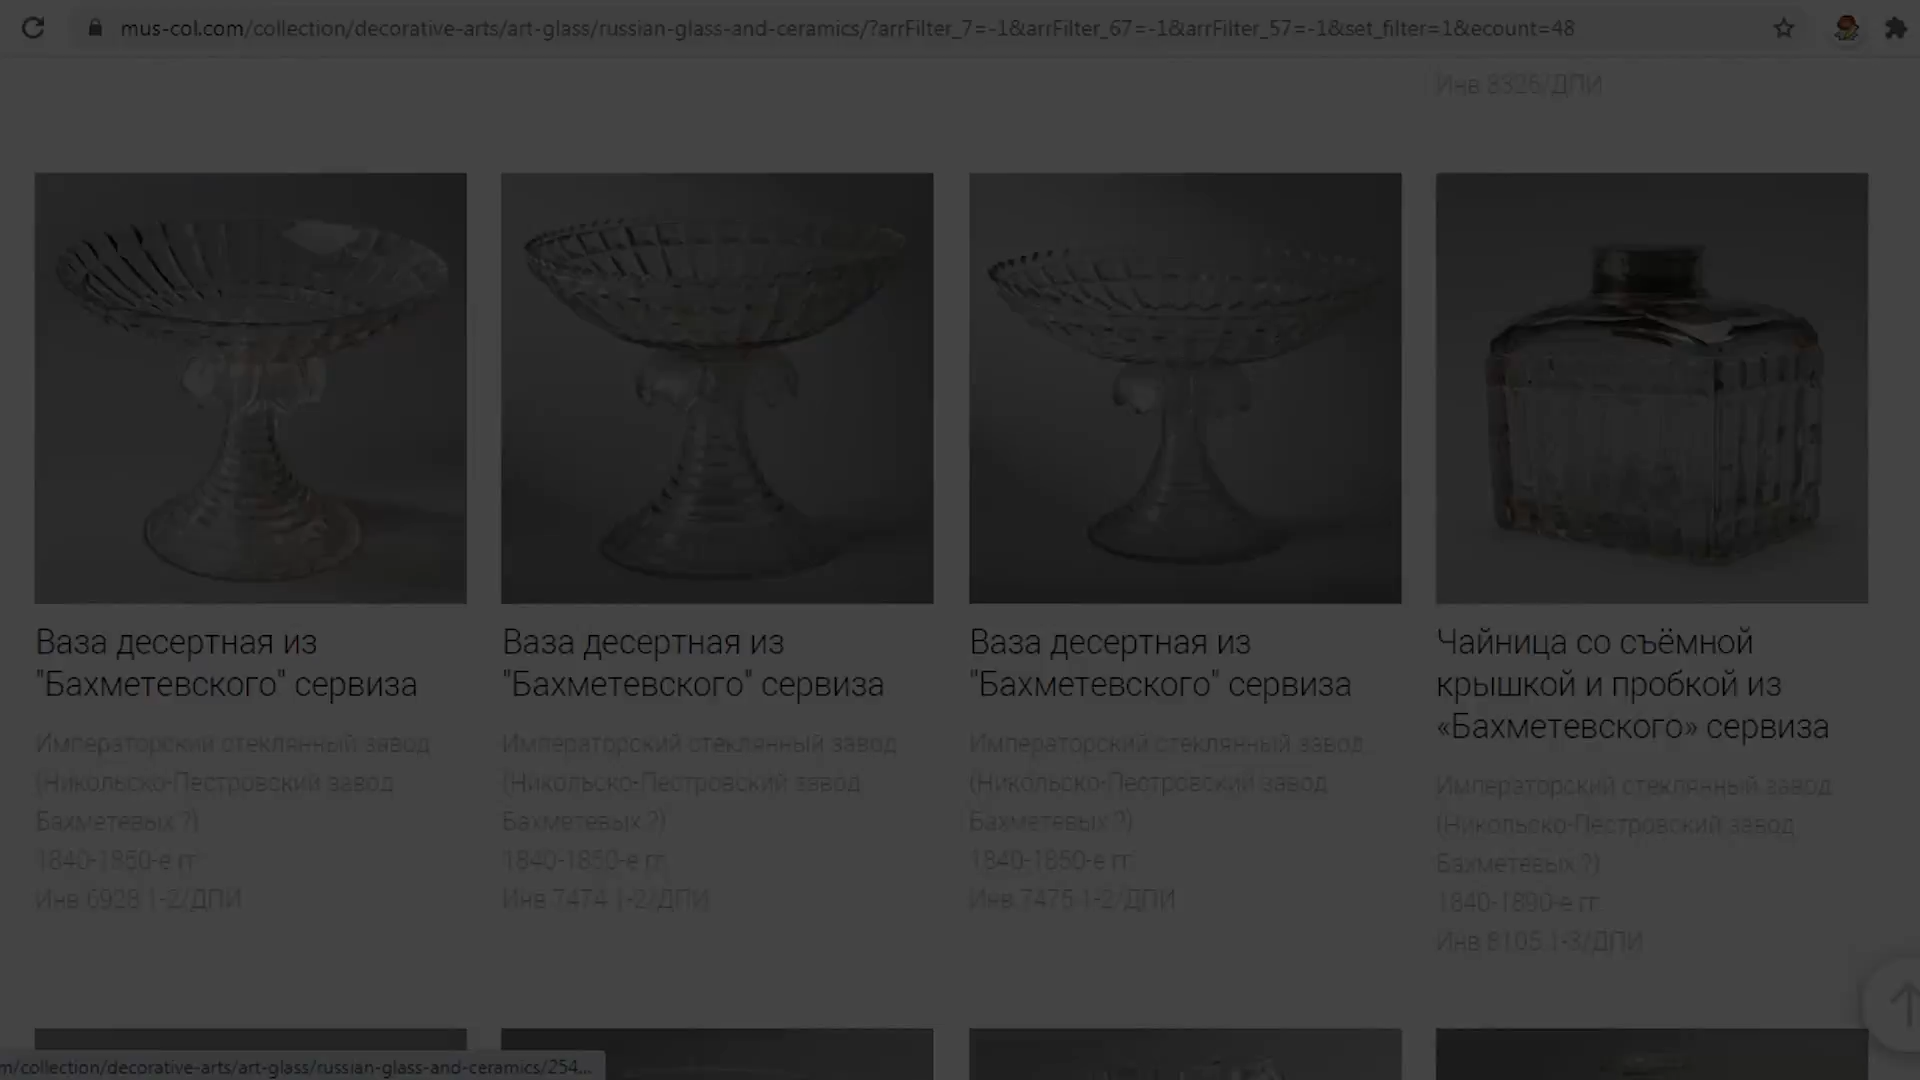 mus-col.com/collection/decorative-arts/art-glass/russian-glass-and-ceramics/?arrFilter_7=-1&arrFilter_67=-1&arrFilter_57=-1&set_filter=1&ecount=48
Инв 8326/ДПИ
Ваза десертная из
"Бахметевского" сервиза
Императорский стеклянный завод
(Никольско-Пестровский завод
Бахметевых ?)
1840-1850-е гг.
Инв 6928 1-2/ДПИ
Ваза десертная из
"Бахметевского" сервиза
Императорский стеклянный завод
(Никольско-Пестровский завод
Бахметевых ?)
1840-1850-е гг.
Инв 7474 1-2/ДПИ
Ваза десертная из
"Бахметевского" сервиза
Императорский стеклянный завод
(Никольско-Пестровский завод
Бахметевых ?)
1840-1850-е гг.
Инв 7475 1-2/ДПИ
Чайница со съёмной
крышкой и пробкой из
«Бахметевского» сервиза
Императорский стеклянный завод
(Никольско-Пестровский завод
Бахметевых ?)
1840-1890-е гг.
Инв 8105 1-3/ДПИ
m/collection/decorative-arts/art-glass/russian-glass-and-ceramics/254...